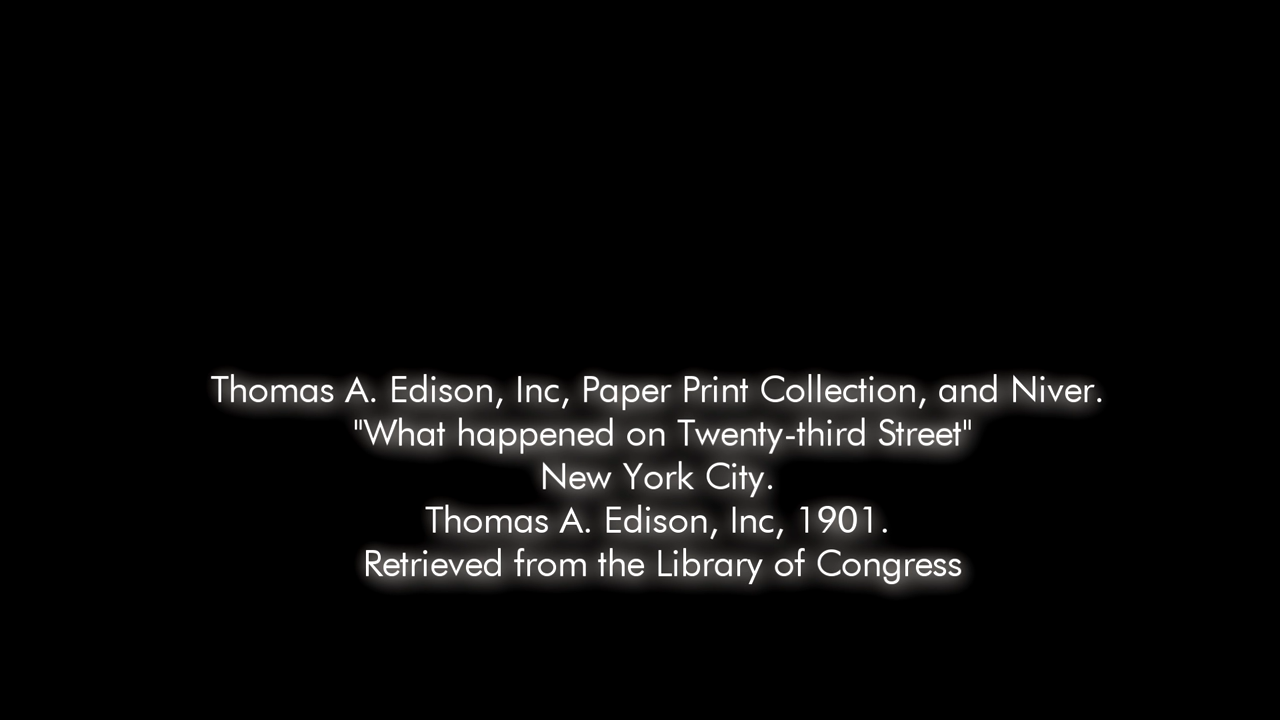 Thomas A. Edison, Inc, Paper Print Collection, and Niver.
"What happened on Twenty-third Street"
New York City.
Thomas A. Edison, Inc, 1901.
Retrieved from the Library of Congress